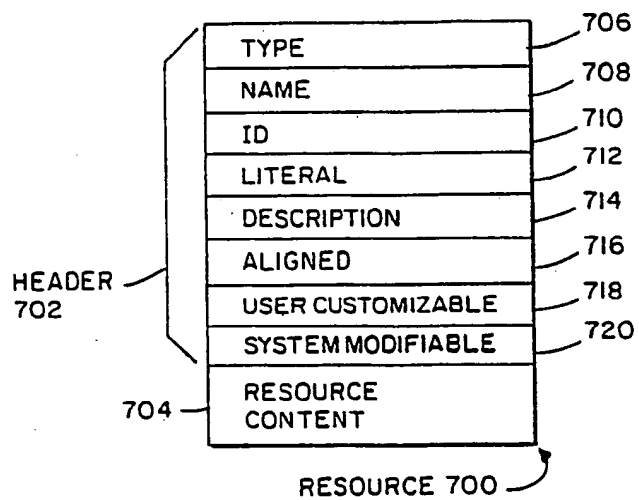 TYPE 706
NAME 708
ID 710
LITERAL 712
DESCRIPTION 714
ALIGNED 716
HEADER
702
USER CUSTOMIZABLE 718
SYSTEM MODIFIABLE 720
704 RESOURCE
CONTENT
RESOURCE 700